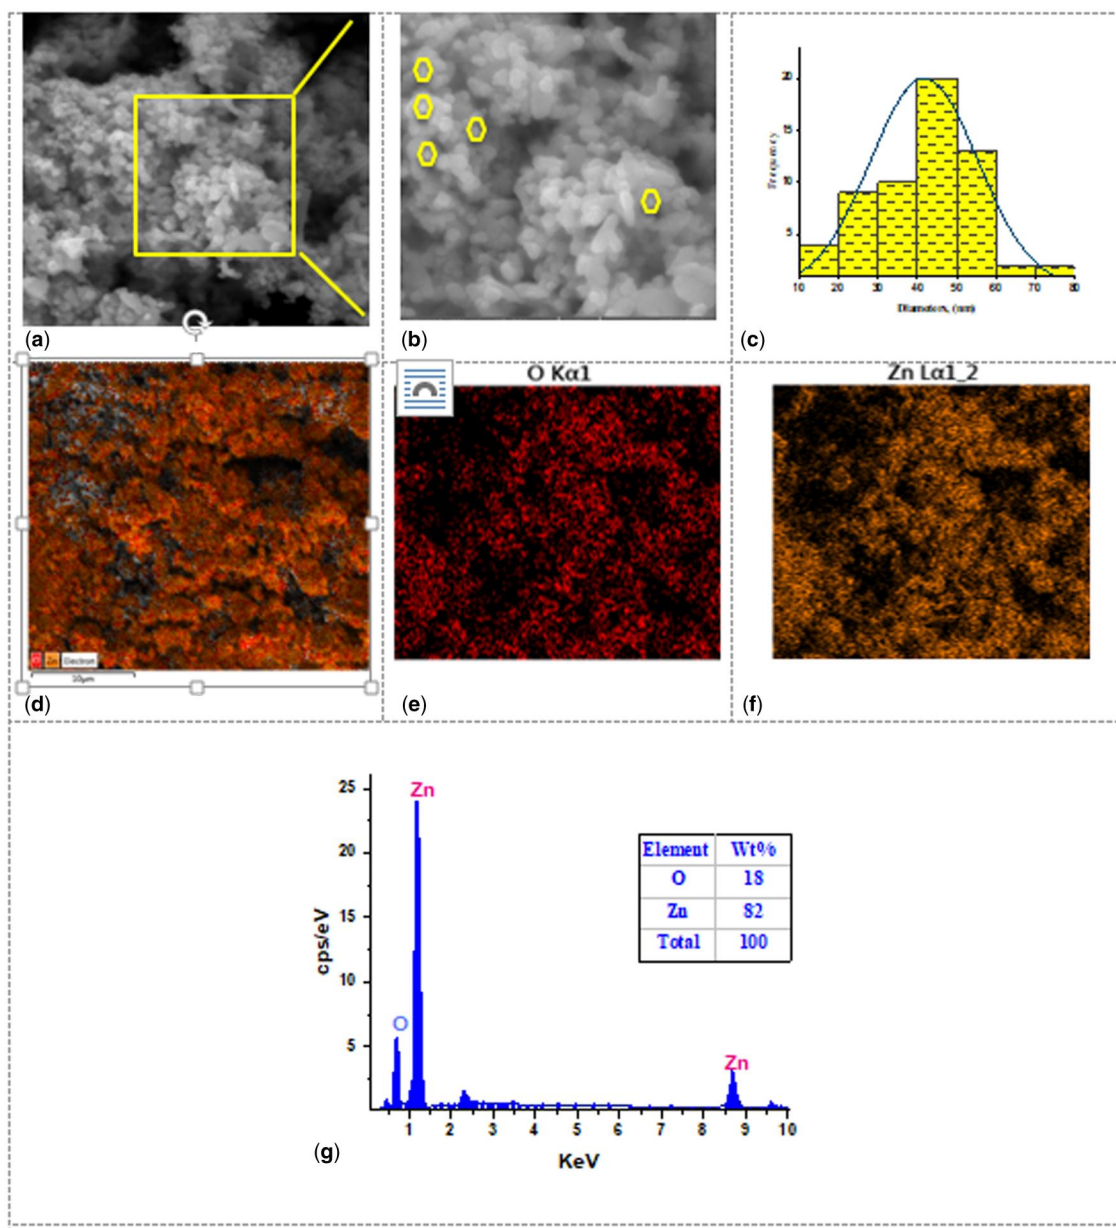 (a)
(b)
20
15
10
5
Frequency
10 20 30 40 50 60 70 80
Diameters, (nm)
(c)
O Zn Electron
10µm
(d)
O Kα1
(e)
Zn Lα1_2
(f)
25
20
15
10
5
cps/eV
Zn
O
Zn
1 2 3 4 5 6 7 8 9 10
KeV
Element Wt%
O 18
Zn 82
Total 100
(g)